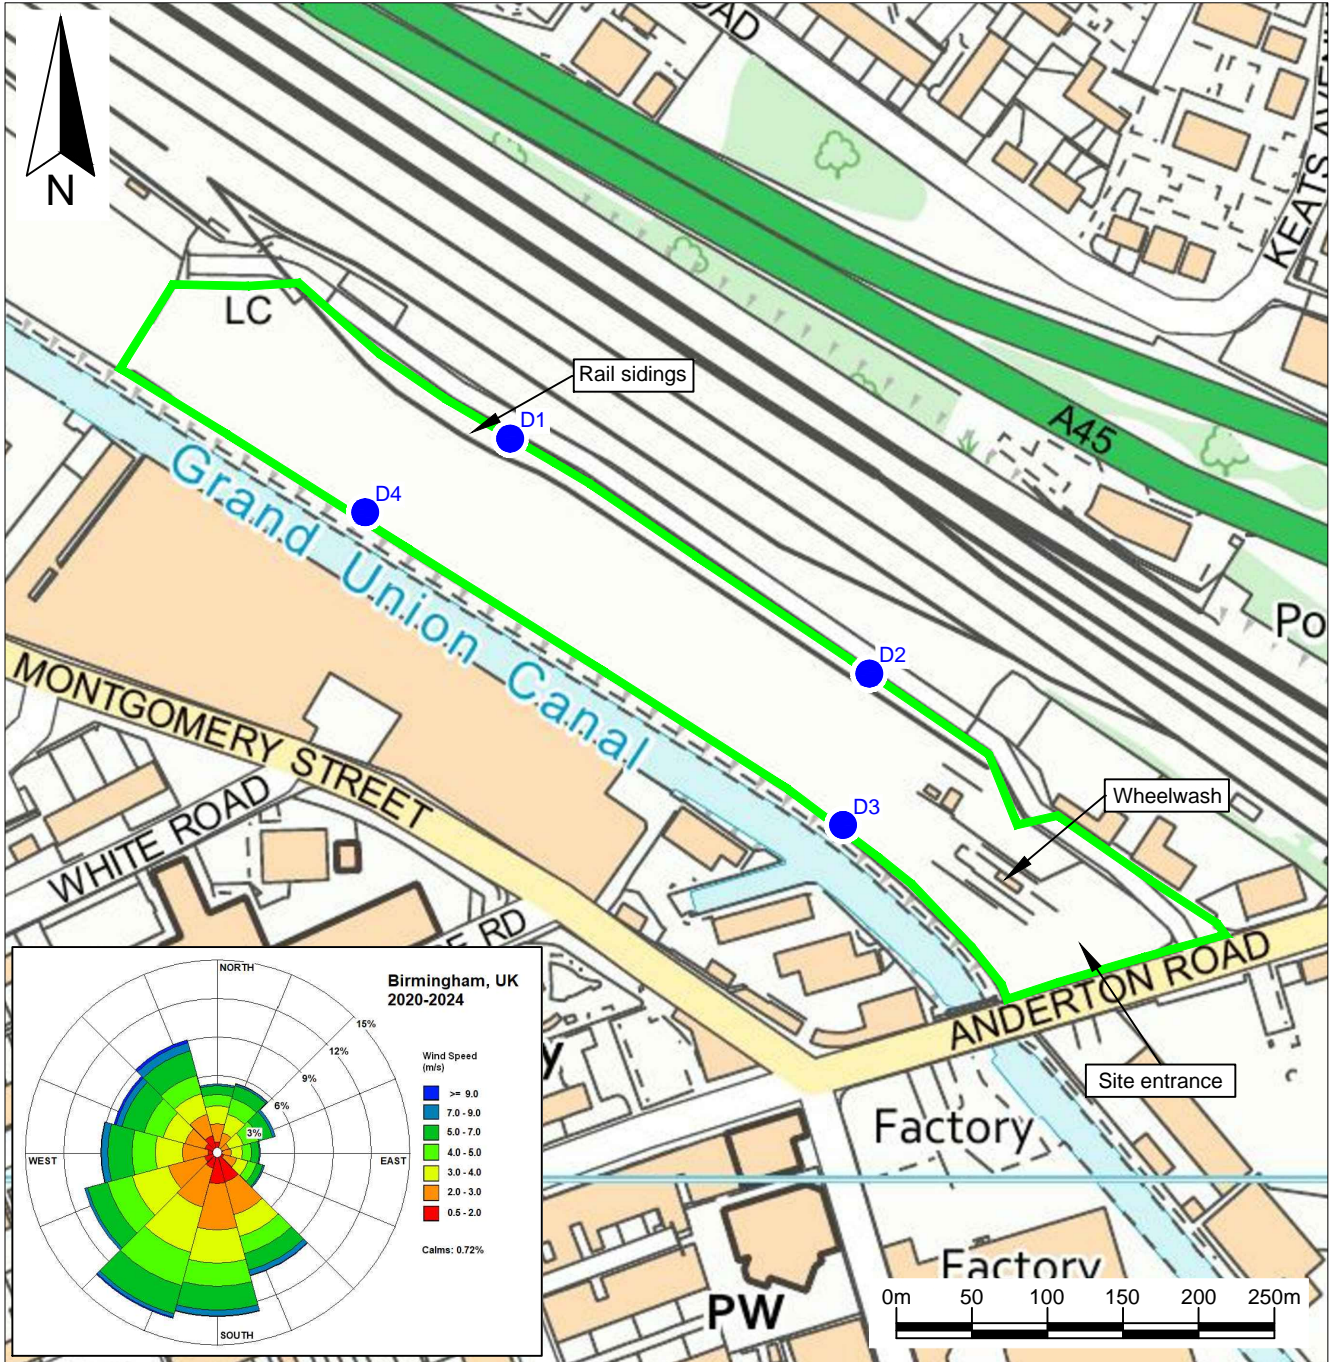 ROAD
N
KEATS AVENU
LC
Rail sidings
D1
A45
D4
Grand Union Canal
Po
D2
MONTGOMERY STREET
Wheelwash
D3
WHITE ROAD
RD
ANDERTON ROAD
Site entrance
y
Factory
Factory
PW
0m 50 100 150 200 250m
Birmingham, UK
2020-2024
NORTH
15%
12%
9%
6%
3%
WEST
EAST
SOUTH
Wind Speed
(m/s)
>= 9.0
7.0 - 9.0
5.0 - 7.0
4.0 - 5.0
3.0 - 4.0
2.0 - 3.0
0.5 - 2.0
Calms: 0.72%